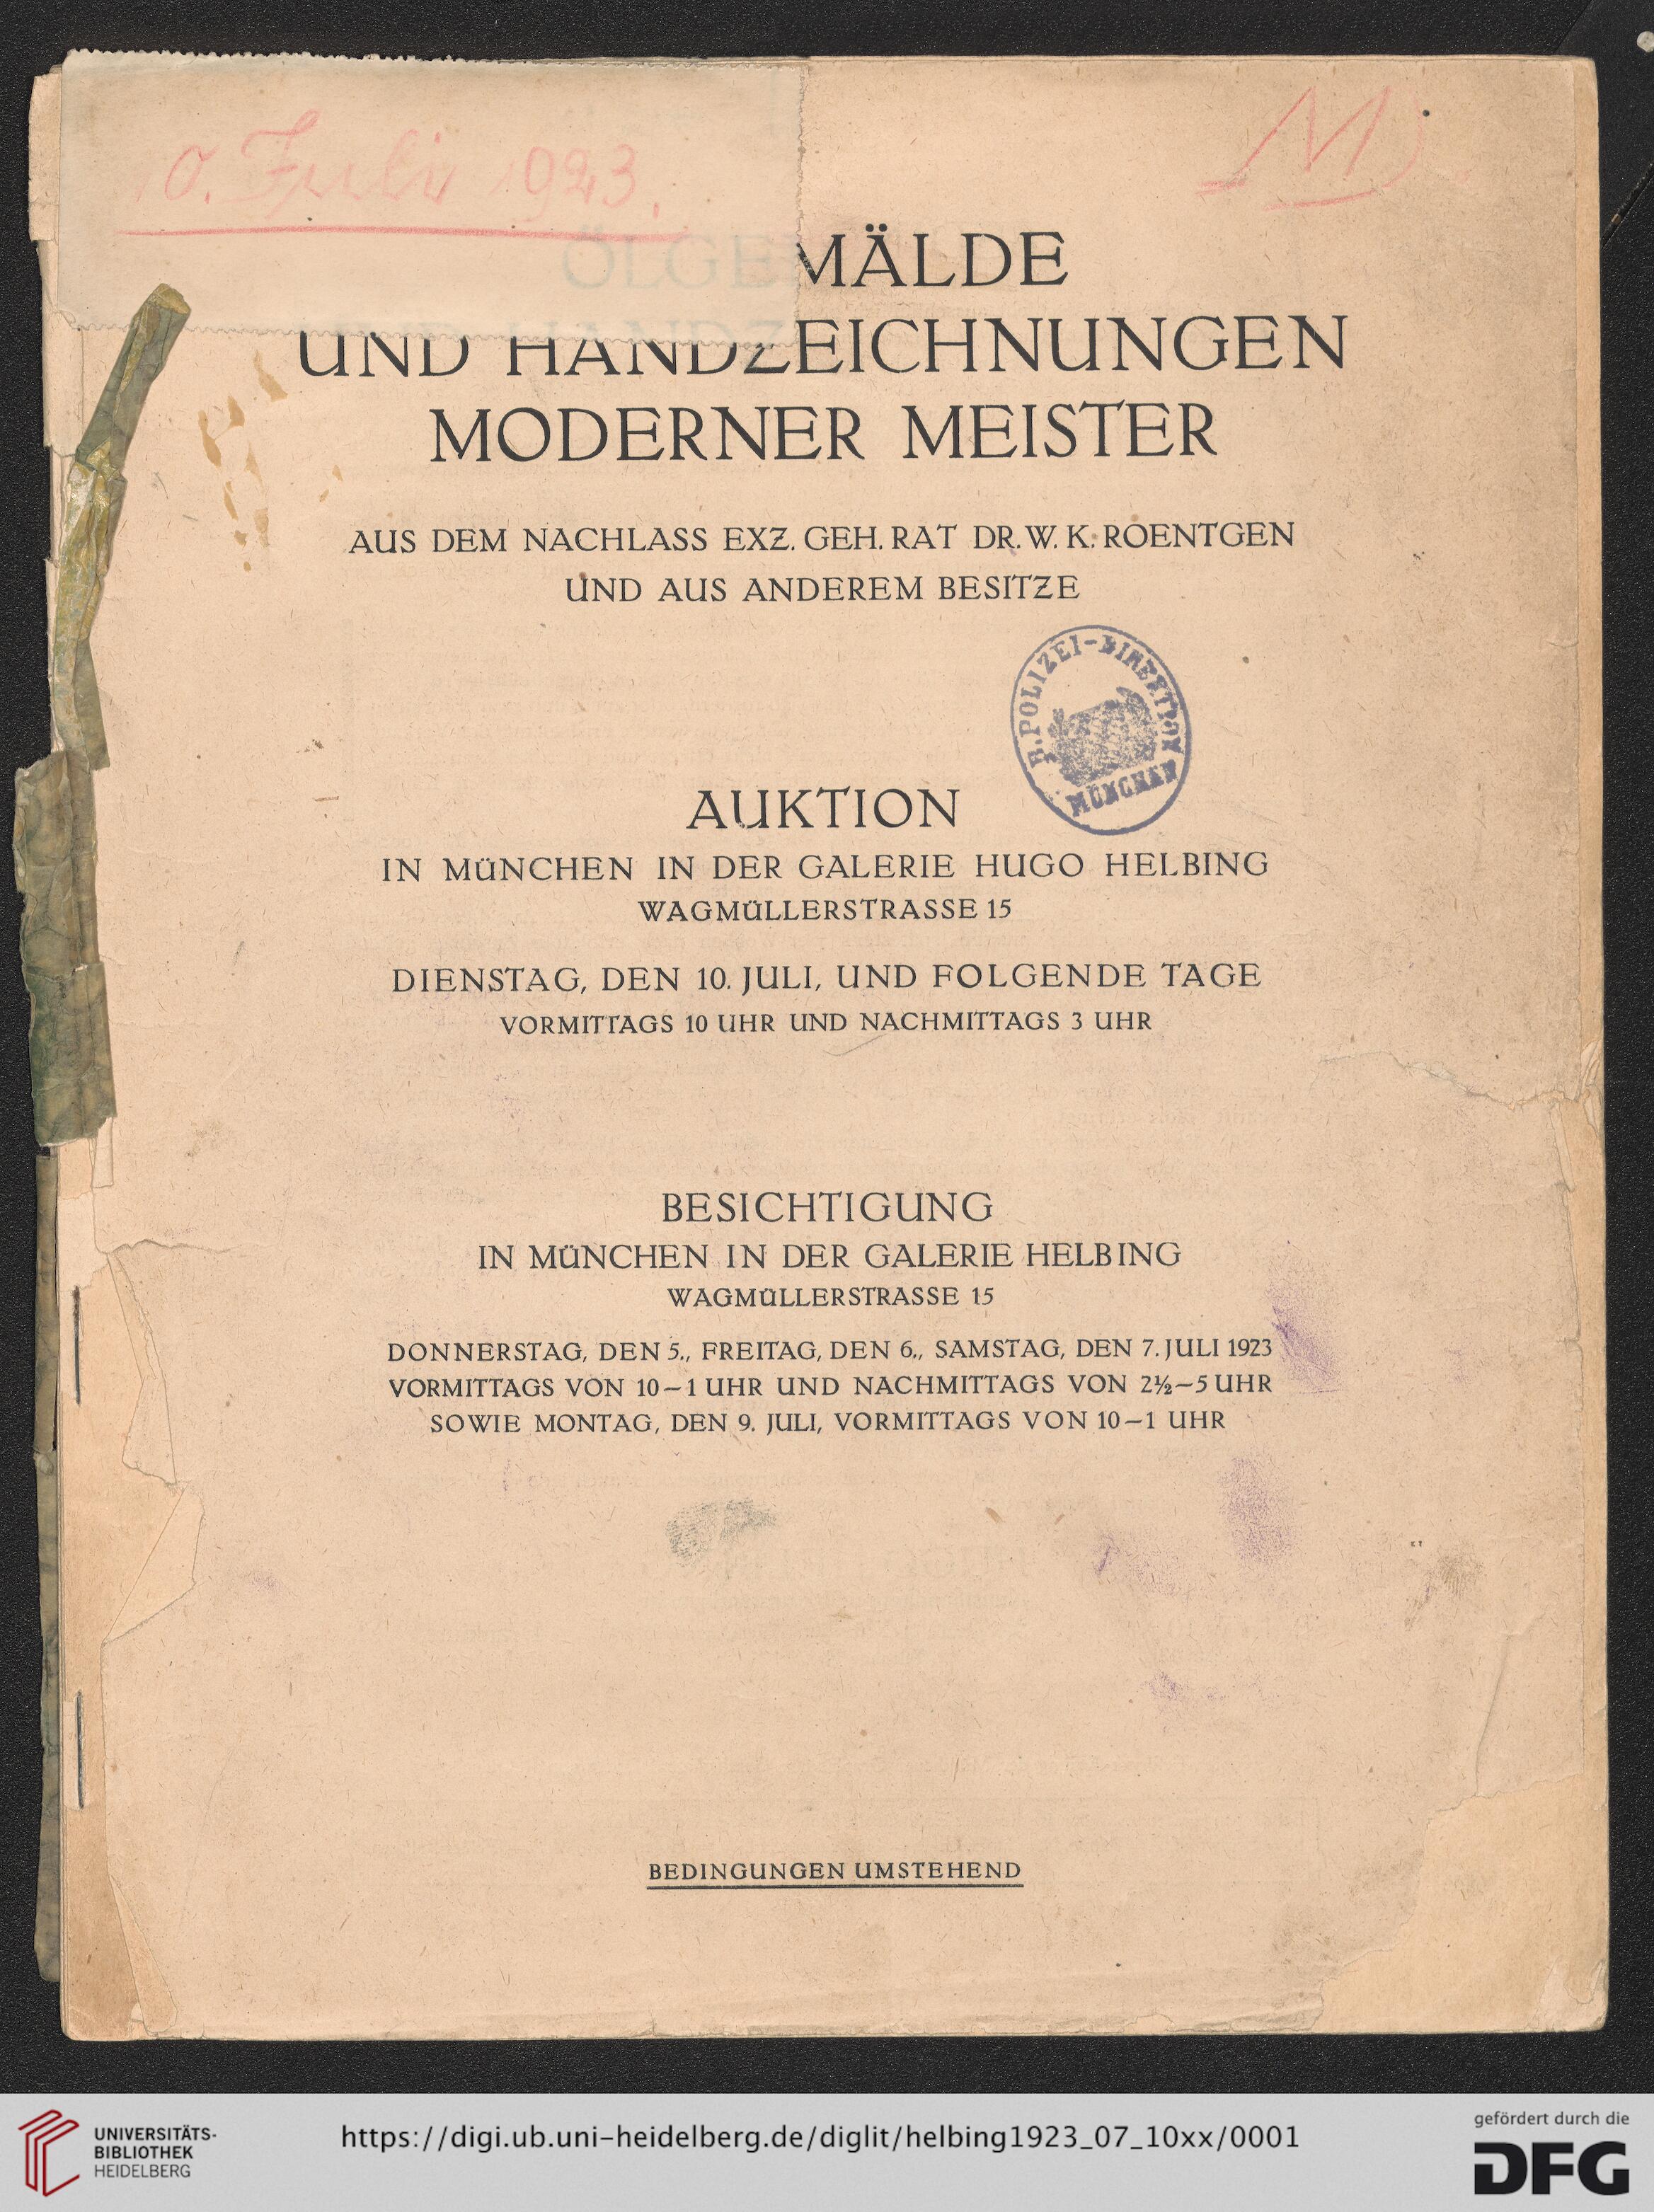 10. Juli 1923.
M
ÖLGEMÄLDE
UND HANDZEICHNUNGEN
MODERNER MEISTER
AUS DEM NACHLASS EXZ. GEH. RAT DR. W. K. ROENTGEN
UND AUS ANDEREM BESITZE
B. POLIZEI-DIREKTION
MÜNCHEN
AUKTION
IN MÜNCHEN IN DER GALERIE HUGO HELBING
WAGMÜLLERSTRASSE 15
DIENSTAG, DEN 10. JULI, UND FOLGENDE TAGE
VORMITTAGS 10 UHR UND NACHMITTAGS 3 UHR
BESICHTIGUNG
IN MÜNCHEN IN DER GALERIE HELBING
WAGMÜLLERSTRASSE 15
DONNERSTAG, DEN 5., FREITAG, DEN 6., SAMSTAG, DEN 7. JULI 1923
VORMITTAGS VON 10–1 UHR UND NACHMITTAGS VON 2½–5 UHR
SOWIE MONTAG, DEN 9. JULI, VORMITTAGS VON 10–1 UHR
BEDINGUNGEN UMSTEHEND
UNIVERSITÄTS-
BIBLIOTHEK
HEIDELBERG
https://digi.ub.uni-heidelberg.de/diglit/helbing1923_07_10xx/0001
gefördert durch die
DFG